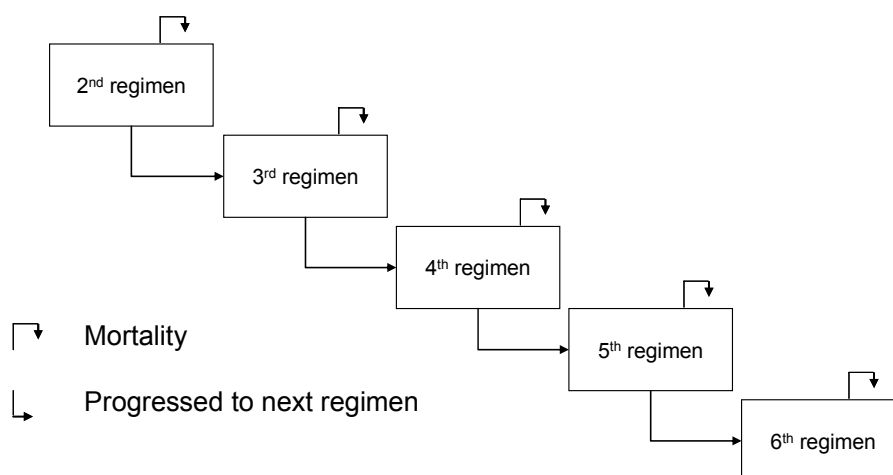 2nd regimen
3rd regimen
4th regimen
Mortality
5th regimen
Progressed to next regimen
6th regimen